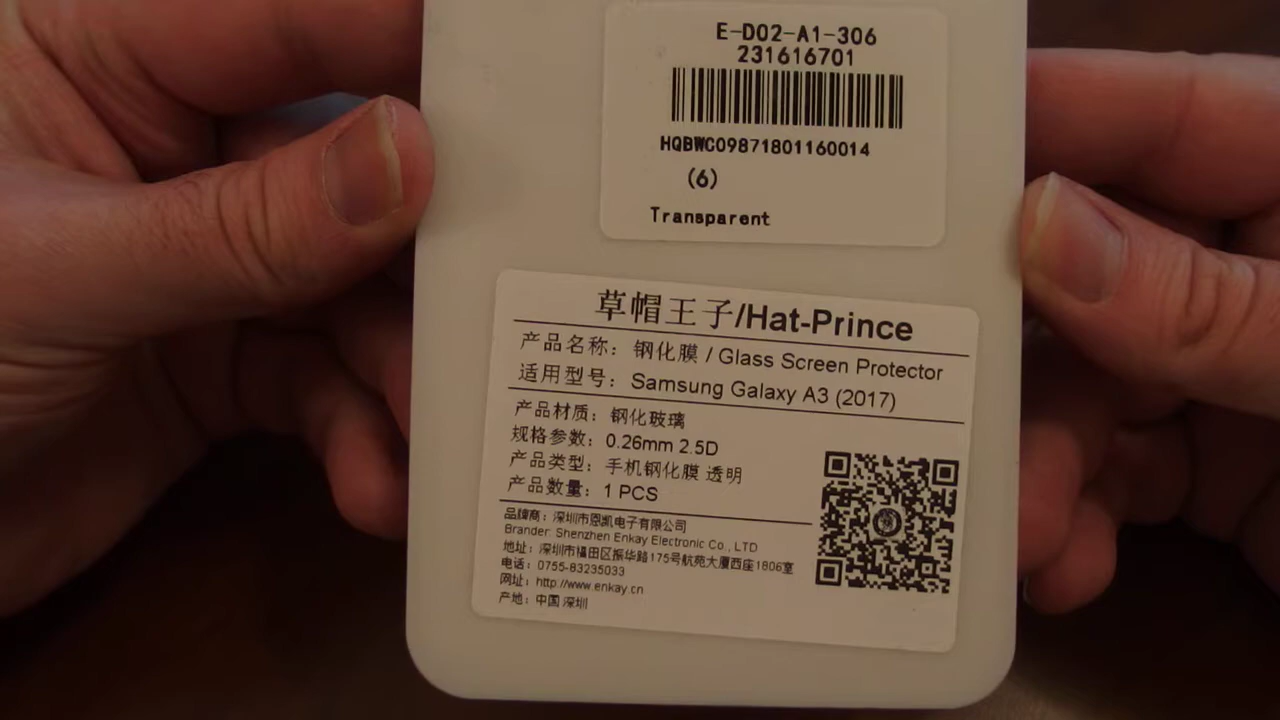 E-D02-A1-306
231616701
HQBWC09871801160014
(6)
Transparent
草帽王子/Hat-Prince
产品名称：钢化膜 / Glass Screen Protector
适用型号：Samsung Galaxy A3 (2017)
产品材质：钢化玻璃
规格参数：0.26mm 2.5D
产品类型：手机钢化膜 透明
产品数量：1 PCS
品牌商：深圳市恩凯电子有限公司
Brander: Shenzhen Enkay Electronic Co., LTD
地址：深圳市福田区振华路175号航苑大厦西座1806室
电话：0755-83235033
网址：http://www.enkay.cn
产地：中国 深圳